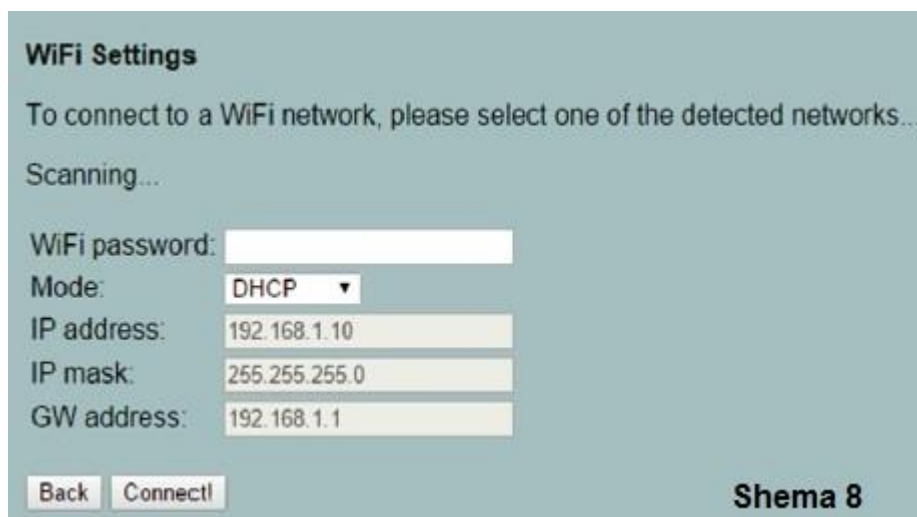 WiFi Settings
To connect to a WiFi network, please select one of the detected networks...
Scanning...
WiFi password:
Mode: DHCP
IP address: 192.168.1.10
IP mask: 255.255.255.0
GW address: 192.168.1.1
Back Connect! Shema 8